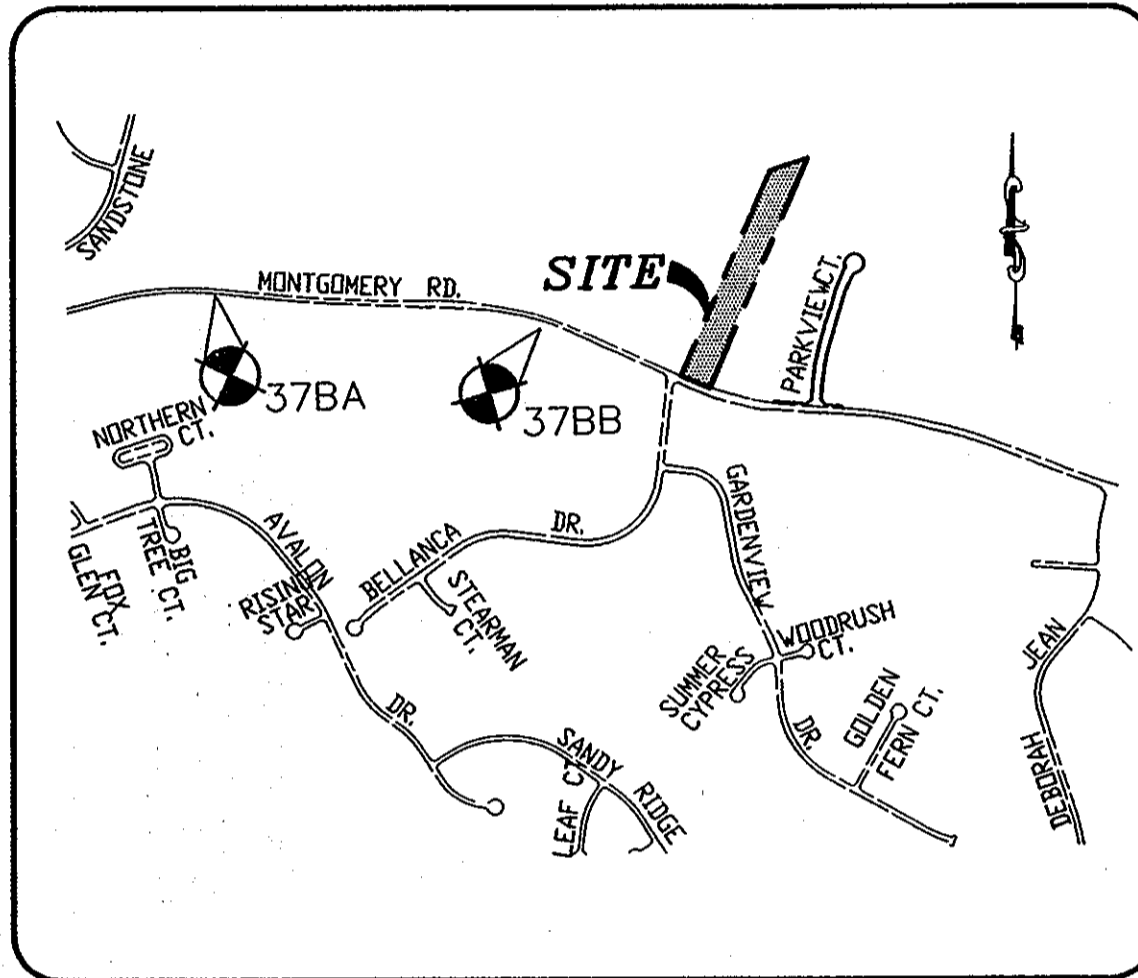 SANDSTONE
MONTGOMERY RD.
SITE
PARKVIEW CT.
37BA
37BB
NORTHERN
CT.
BIG
TREE CT.
FOX
GLEN CT.
AVALON
DR.
RISING
STAR
BELLANCA
DR.
STEARMAN
CT.
GARDENVIEW
DR.
WOODRUSH
CT.
SUMMER
CYPRESS
GOLDEN
FERN CT.
SANDY RIDGE
LEAF CT
DEBORAH JEAN